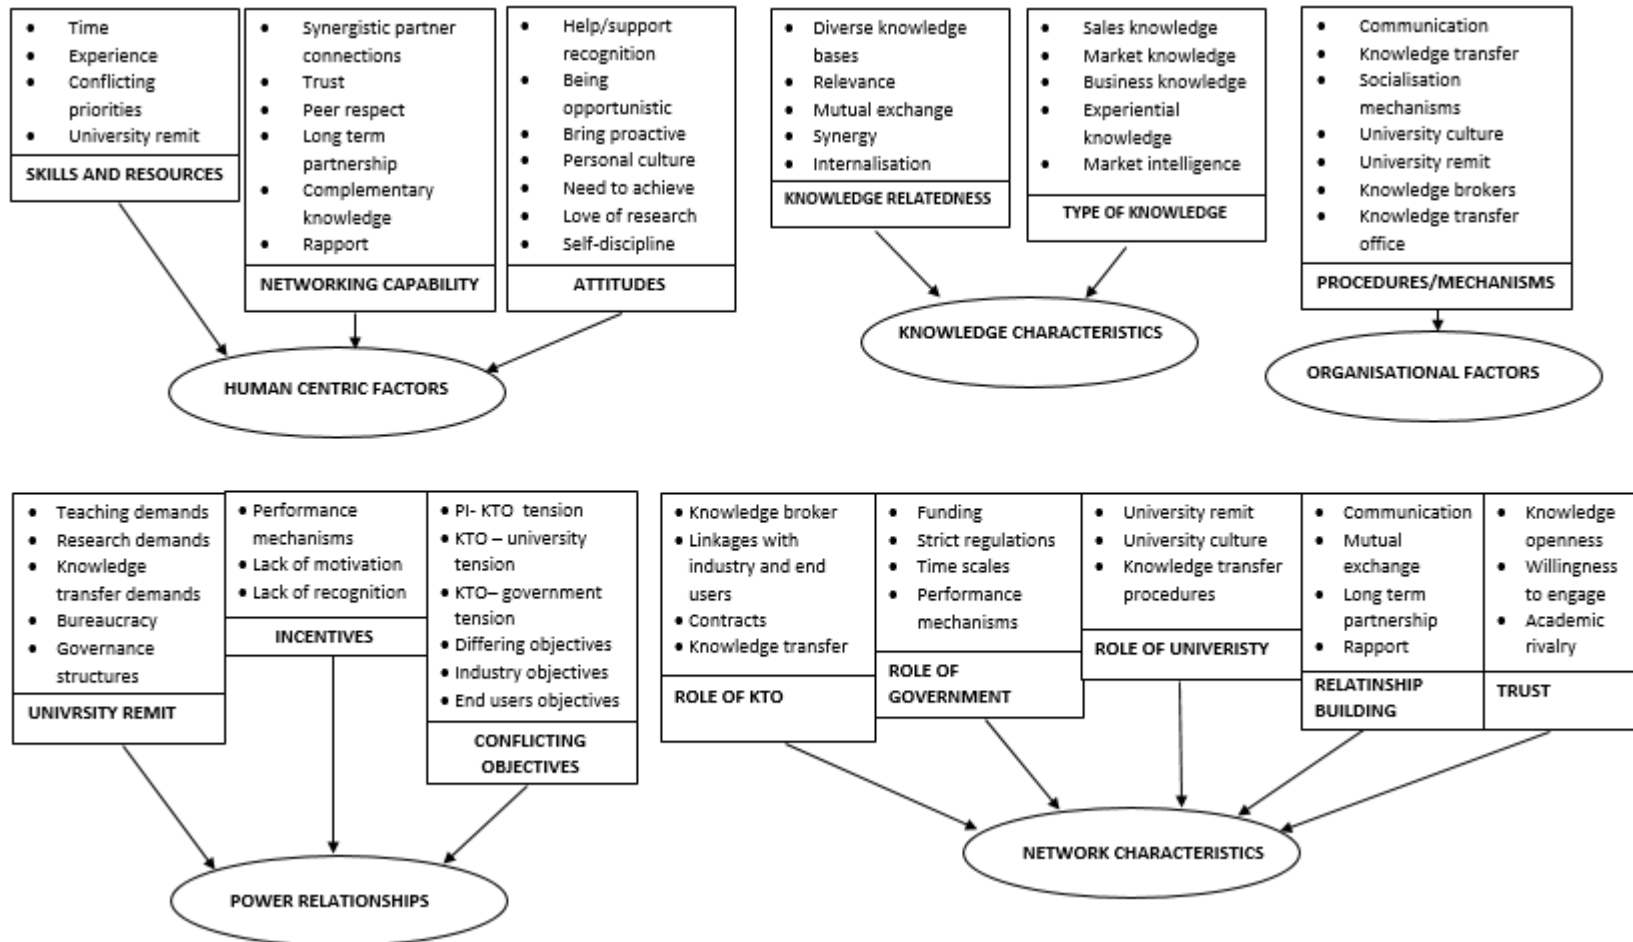 • Time
• Experience
• Conflicting
priorities
• University remit
SKILLS AND RESOURCES
• Synergistic partner
connections
• Trust
• Peer respect
• Long term
partnership
• Complementary
knowledge
• Rapport
NETWORKING CAPABILITY
• Help/support
recognition
• Being
opportunistic
• Bring proactive
• Personal culture
• Need to achieve
• Love of research
• Self-discipline
ATTITUDES
HUMAN CENTRIC FACTORS
• Diverse knowledge
bases
• Relevance
• Mutual exchange
• Synergy
• Internalisation
KNOWLEDGE RELATEDNESS
• Sales knowledge
• Market knowledge
• Business knowledge
• Experiential
knowledge
• Market intelligence
TYPE OF KNOWLEDGE
KNOWLEDGE CHARACTERISTICS
• Communication
• Knowledge transfer
• Socialisation
mechanisms
• University culture
• University remit
• Knowledge brokers
• Knowledge transfer
office
PROCEDURES/MECHANISMS
ORGANISATIONAL FACTORS
• Teaching demands
• Research demands
• Knowledge
transfer demands
• Bureaucracy
• Governance
structures
UNIVRSITY REMIT
• Performance
mechanisms
• Lack of motivation
• Lack of recognition
INCENTIVES
• PI- KTO tension
• KTO – university
tension
• KTO– government
tension
• Differing objectives
• Industry objectives
• End users objectives
CONFLICTING
OBJECTIVES
POWER RELATIONSHIPS
• Knowledge broker
• Linkages with
industry and end
users
• Contracts
• Knowledge transfer
ROLE OF KTO
• Funding
• Strict regulations
• Time scales
• Performance
mechanisms
ROLE OF
GOVERNMENT
• University remit
• University culture
• Knowledge transfer
procedures
ROLE OF UNIVERISTY
• Communication
• Mutual
exchange
• Long term
partnership
• Rapport
RELATINSHIP
BUILDING
• Knowledge
openness
• Willingness
to engage
• Academic
rivalry
TRUST
NETWORK CHARACTERISTICS